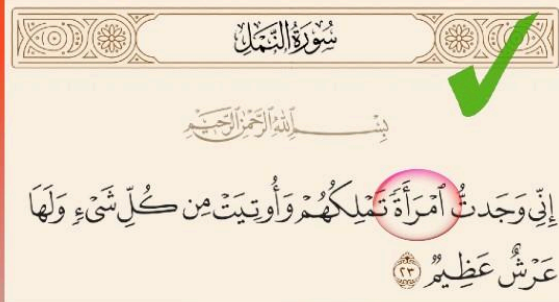 سُورَةُ النَّمۡلِ
بِسۡمِ ٱللَّهِ ٱلرَّحۡمَٰنِ ٱلرَّحِيمِ
إِنِّي وَجَدتُّ ٱمۡرَأَةٗ تَمۡلِكُهُمۡ وَأُوتِيَتۡ مِن كُلِّ شَيۡءٖ وَلَهَا
عَرۡشٌ عَظِيمٞ ٢٣